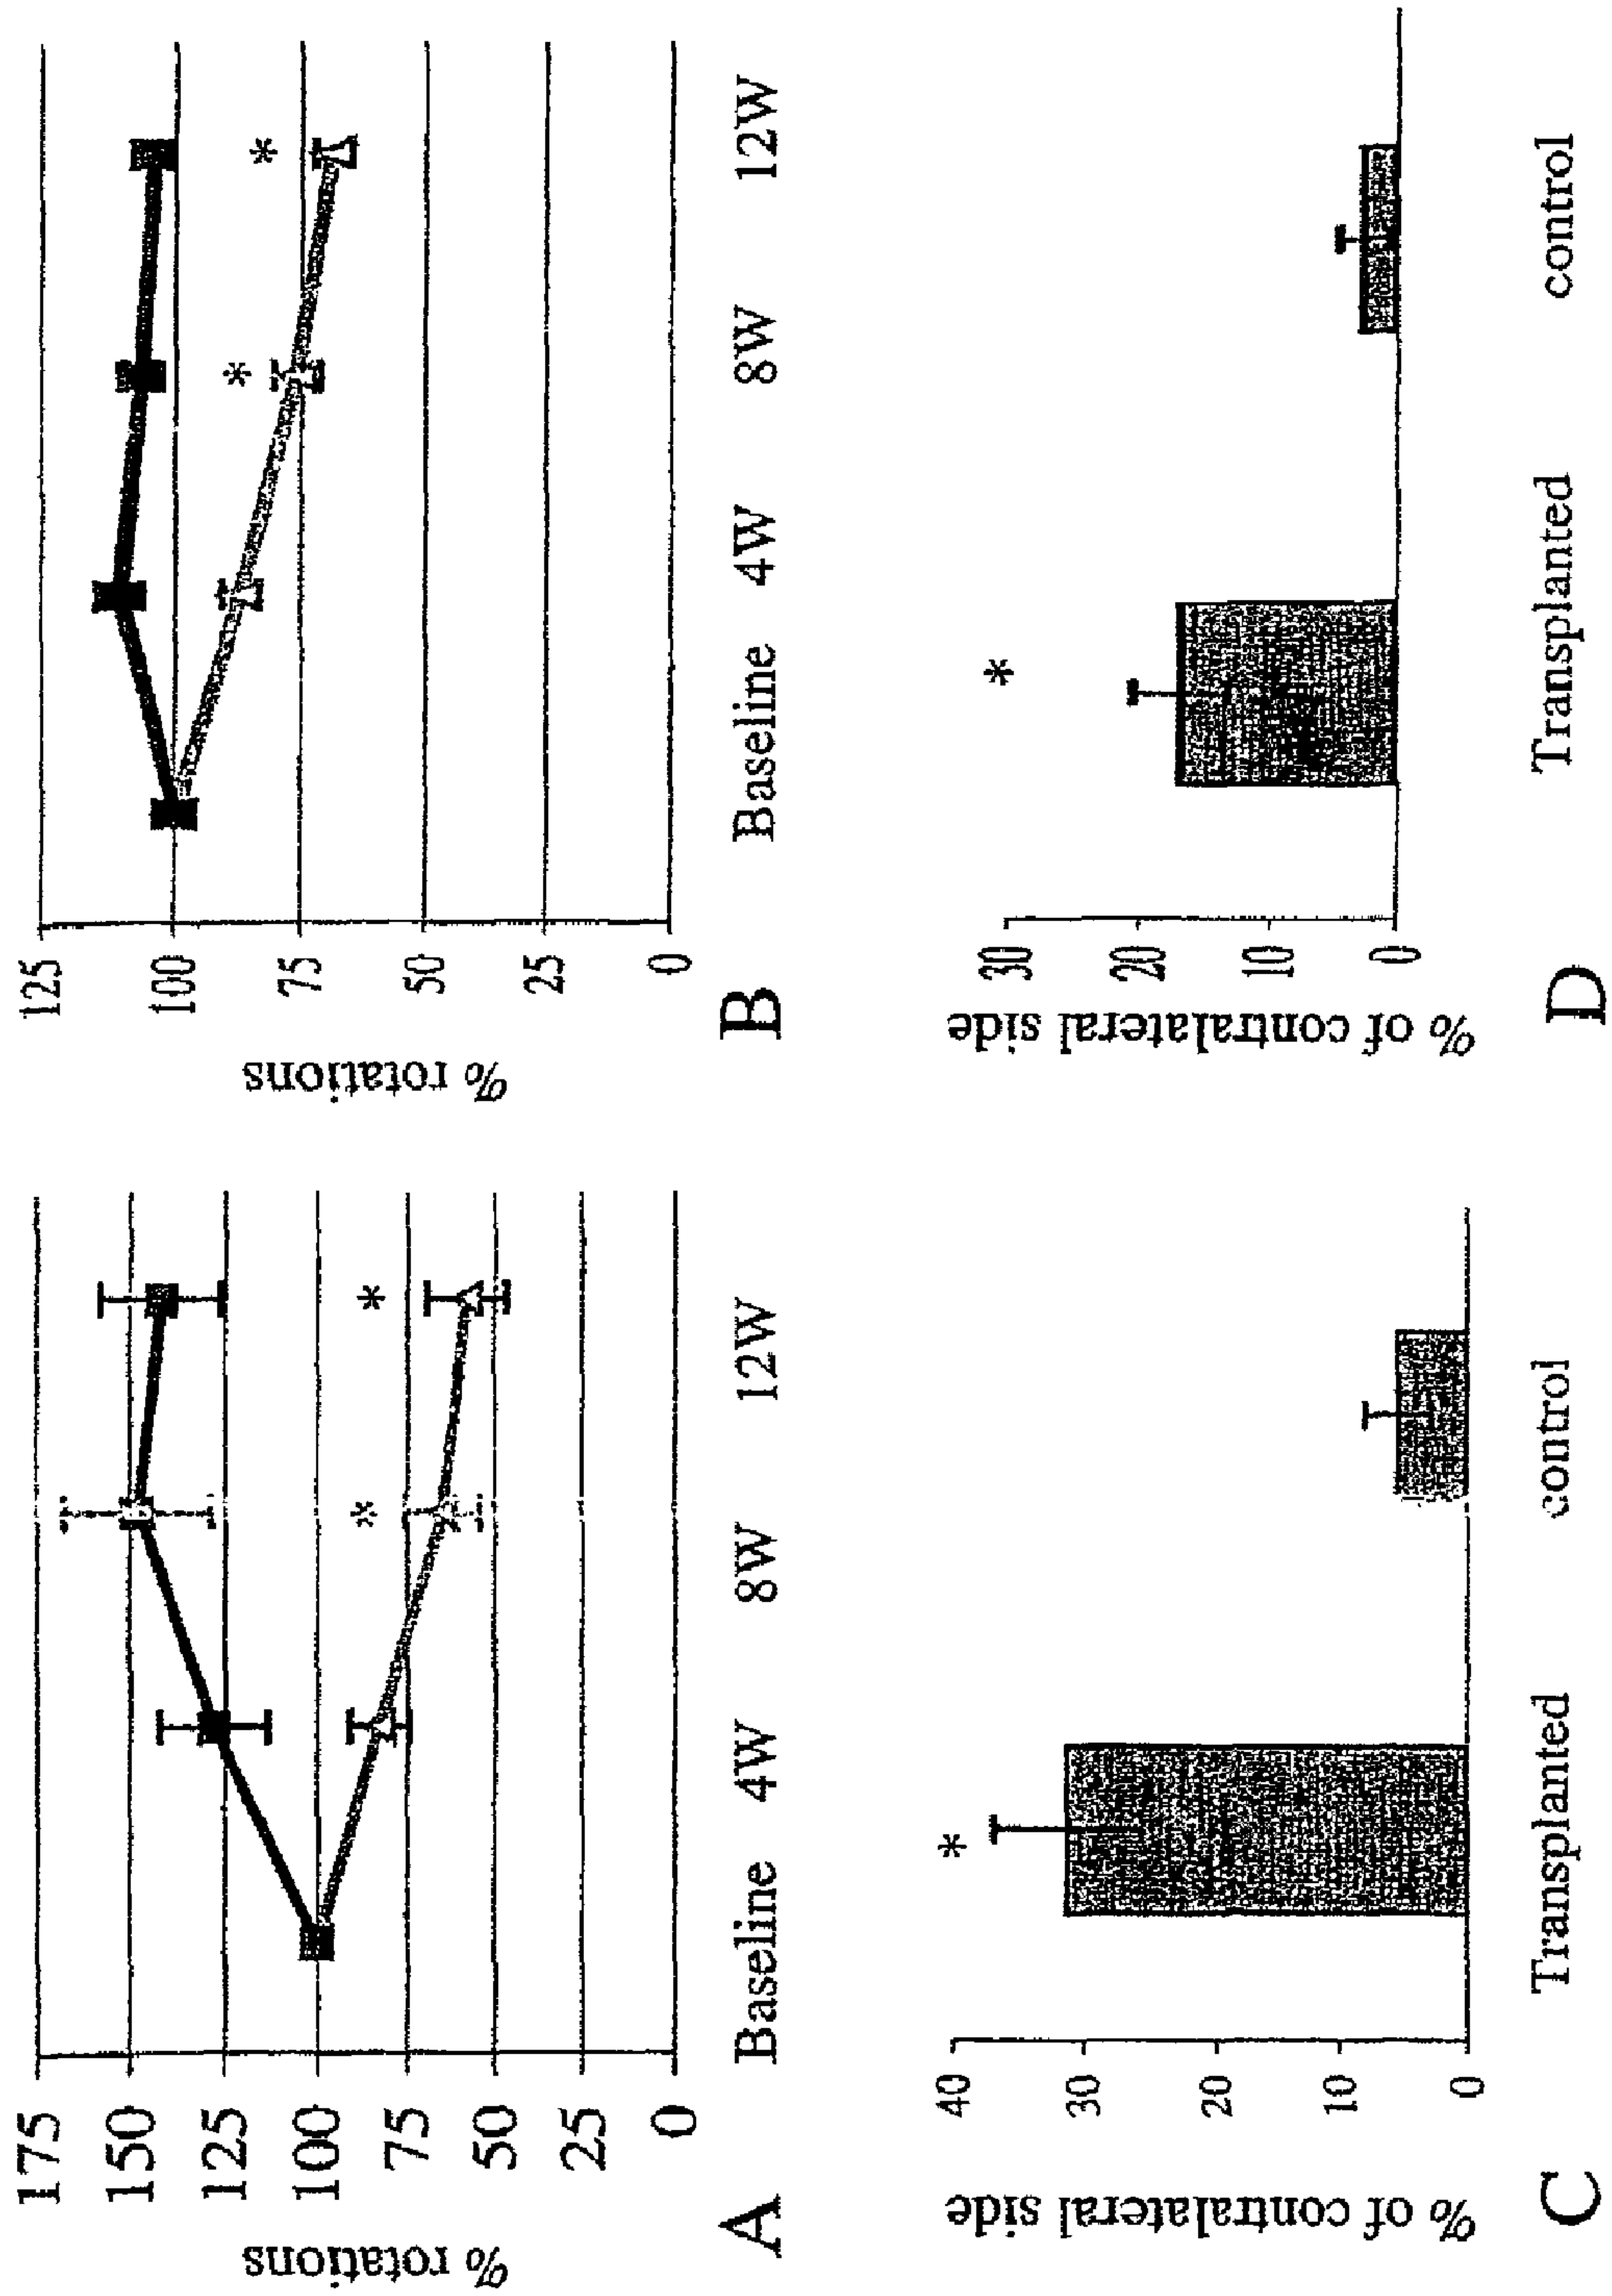 % rotations
175
150
125
100
75
50
25
0
*
*
Baseline 4W 8W 12W
A
% rotations
125
100
75
50
25
0
*
*
Baseline 4W 8W 12W
B
% of contralateral side
40
30
20
10
0
*
Transplanted control
C
% of contralateral side
30
20
10
0
*
Transplanted control
D